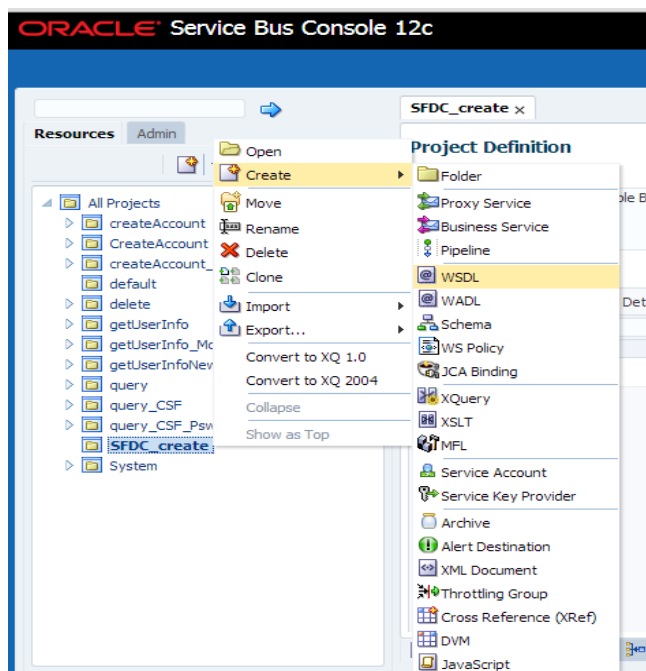 ORACLE Service Bus Console 12c
SFDC_create ×
Resources Admin
Project Definition
All Projects
createAccount
CreateAccount
createAccount_
default
delete
getUserInfo
getUserInfo_Mo
getUserInfoNew
query
query_CSF
query_CSF_Psw
SFDC_create
System
Open
Create
Move
Rename
Delete
Clone
Import
Export...
Convert to XQ 1.0
Convert to XQ 2004
Collapse
Show as Top
Folder
Proxy Service
Business Service
Pipeline
WSDL
WADL
Schema
WS Policy
JCA Binding
XQuery
XSLT
MFL
Service Account
Service Key Provider
Archive
Alert Destination
XML Document
Throttling Group
Cross Reference (XRef)
DVM
JavaScript
ple B
Det